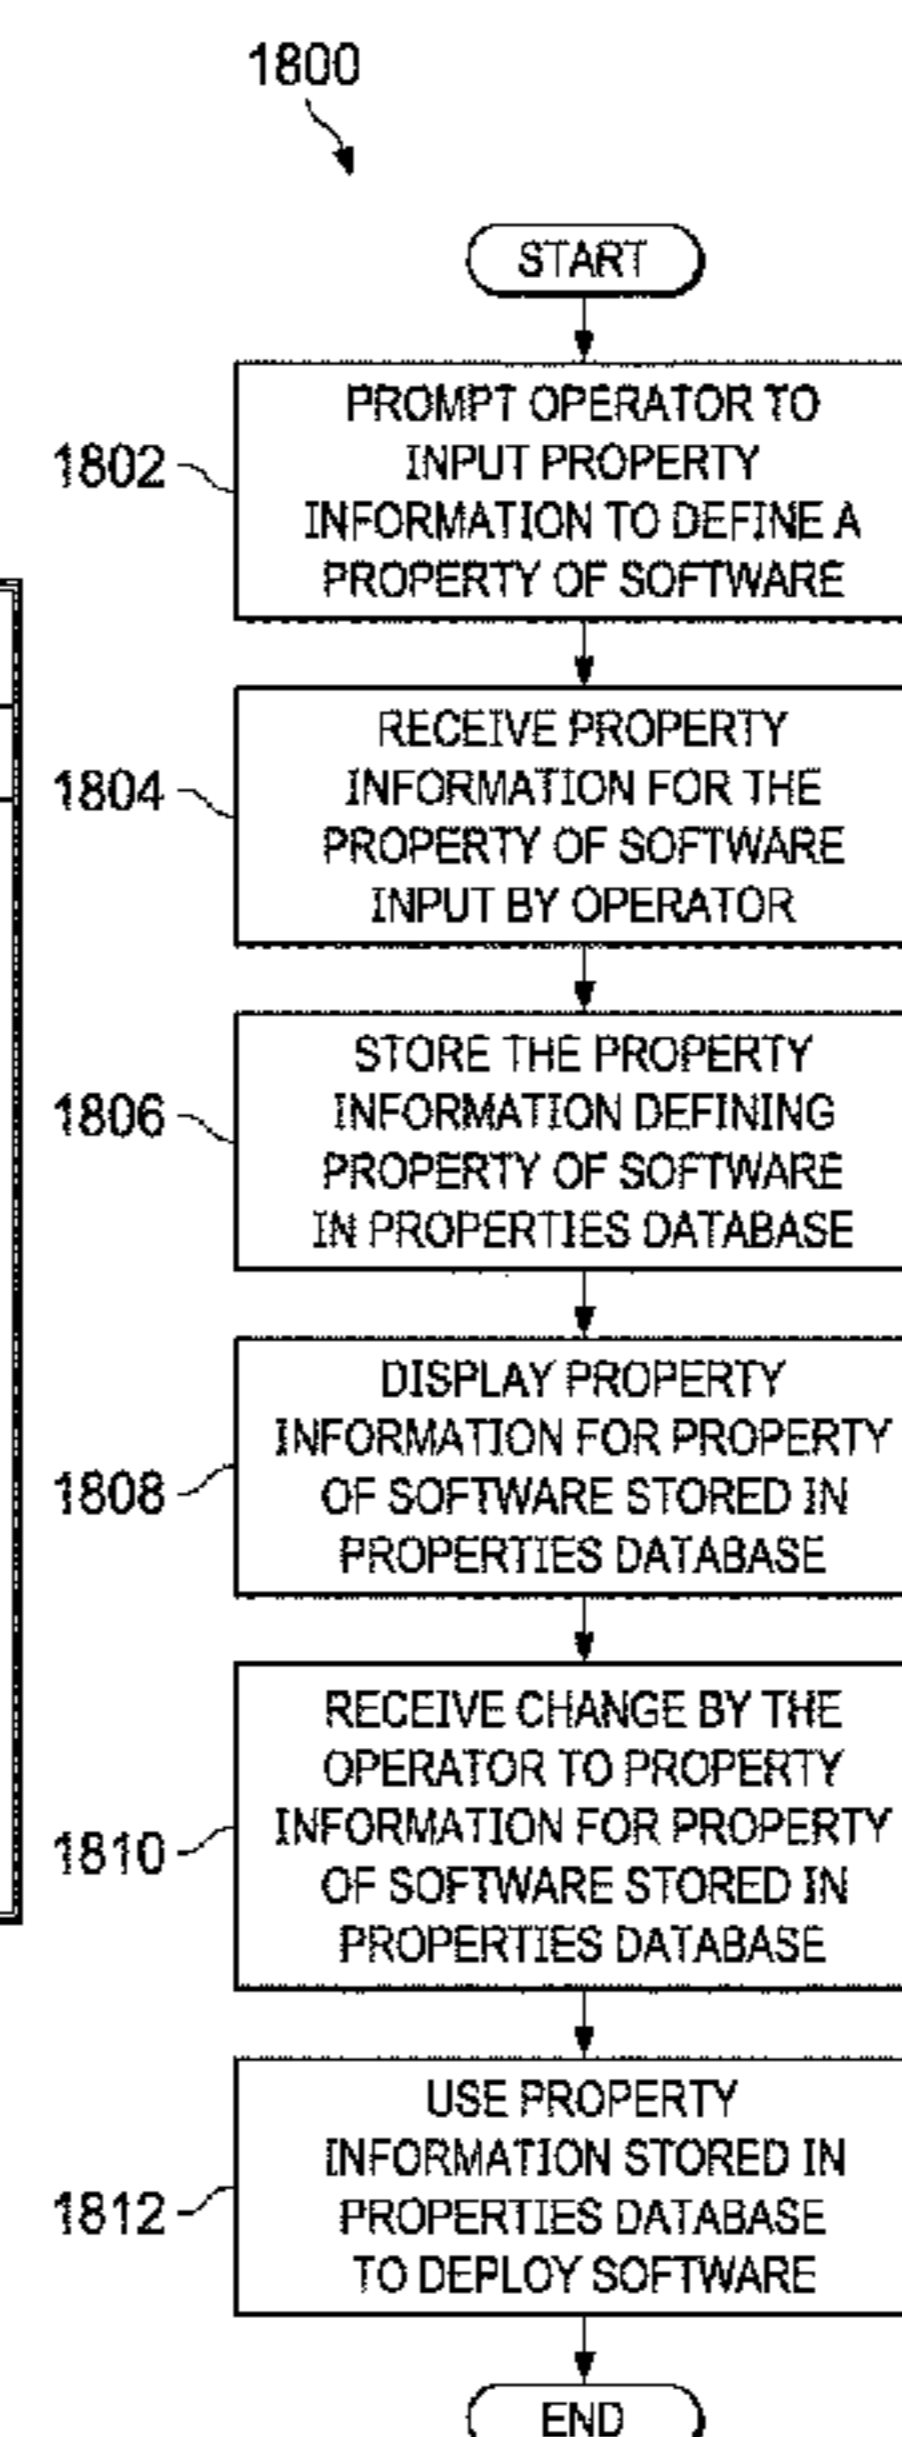 1800
START
1802
PROMPT OPERATOR TO
INPUT PROPERTY
INFORMATION TO DEFINE A
PROPERTY OF SOFTWARE
1804
RECEIVE PROPERTY
INFORMATION FOR THE
PROPERTY OF SOFTWARE
INPUT BY OPERATOR
1806
STORE THE PROPERTY
INFORMATION DEFINING
PROPERTY OF SOFTWARE
IN PROPERTIES DATABASE
1808
DISPLAY PROPERTY
INFORMATION FOR PROPERTY
OF SOFTWARE STORED IN
PROPERTIES DATABASE
1810
RECEIVE CHANGE BY THE
OPERATOR TO PROPERTY
INFORMATION FOR PROPERTY
OF SOFTWARE STORED IN
PROPERTIES DATABASE
1812
USE PROPERTY
INFORMATION STORED IN
PROPERTIES DATABASE
TO DEPLOY SOFTWARE
END